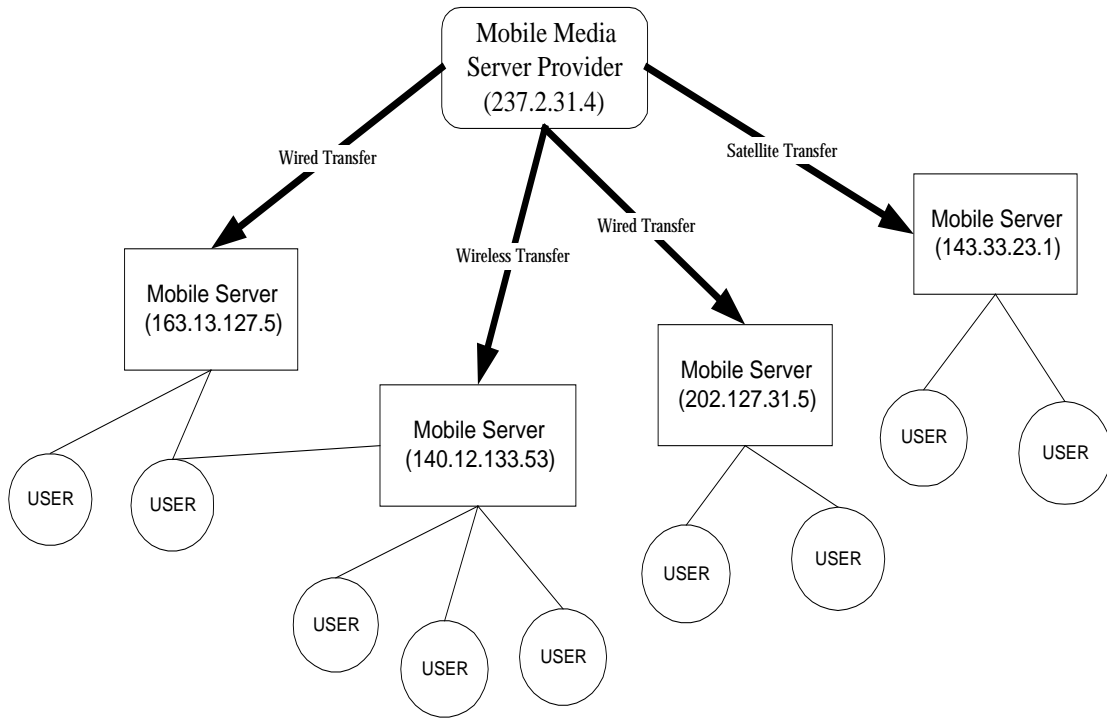 Mobile Media
Server Provider
(237.2.31.4)
Wired Transfer
Satellite Transfer
Wireless Transfer
Wired Transfer
Mobile Server
(143.33.23.1)
Mobile Server
(163.13.127.5)
Mobile Server
(202.127.31.5)
Mobile Server
(140.12.133.53)
USER
USER
USER
USER
USER
USER
USER
USER
USER